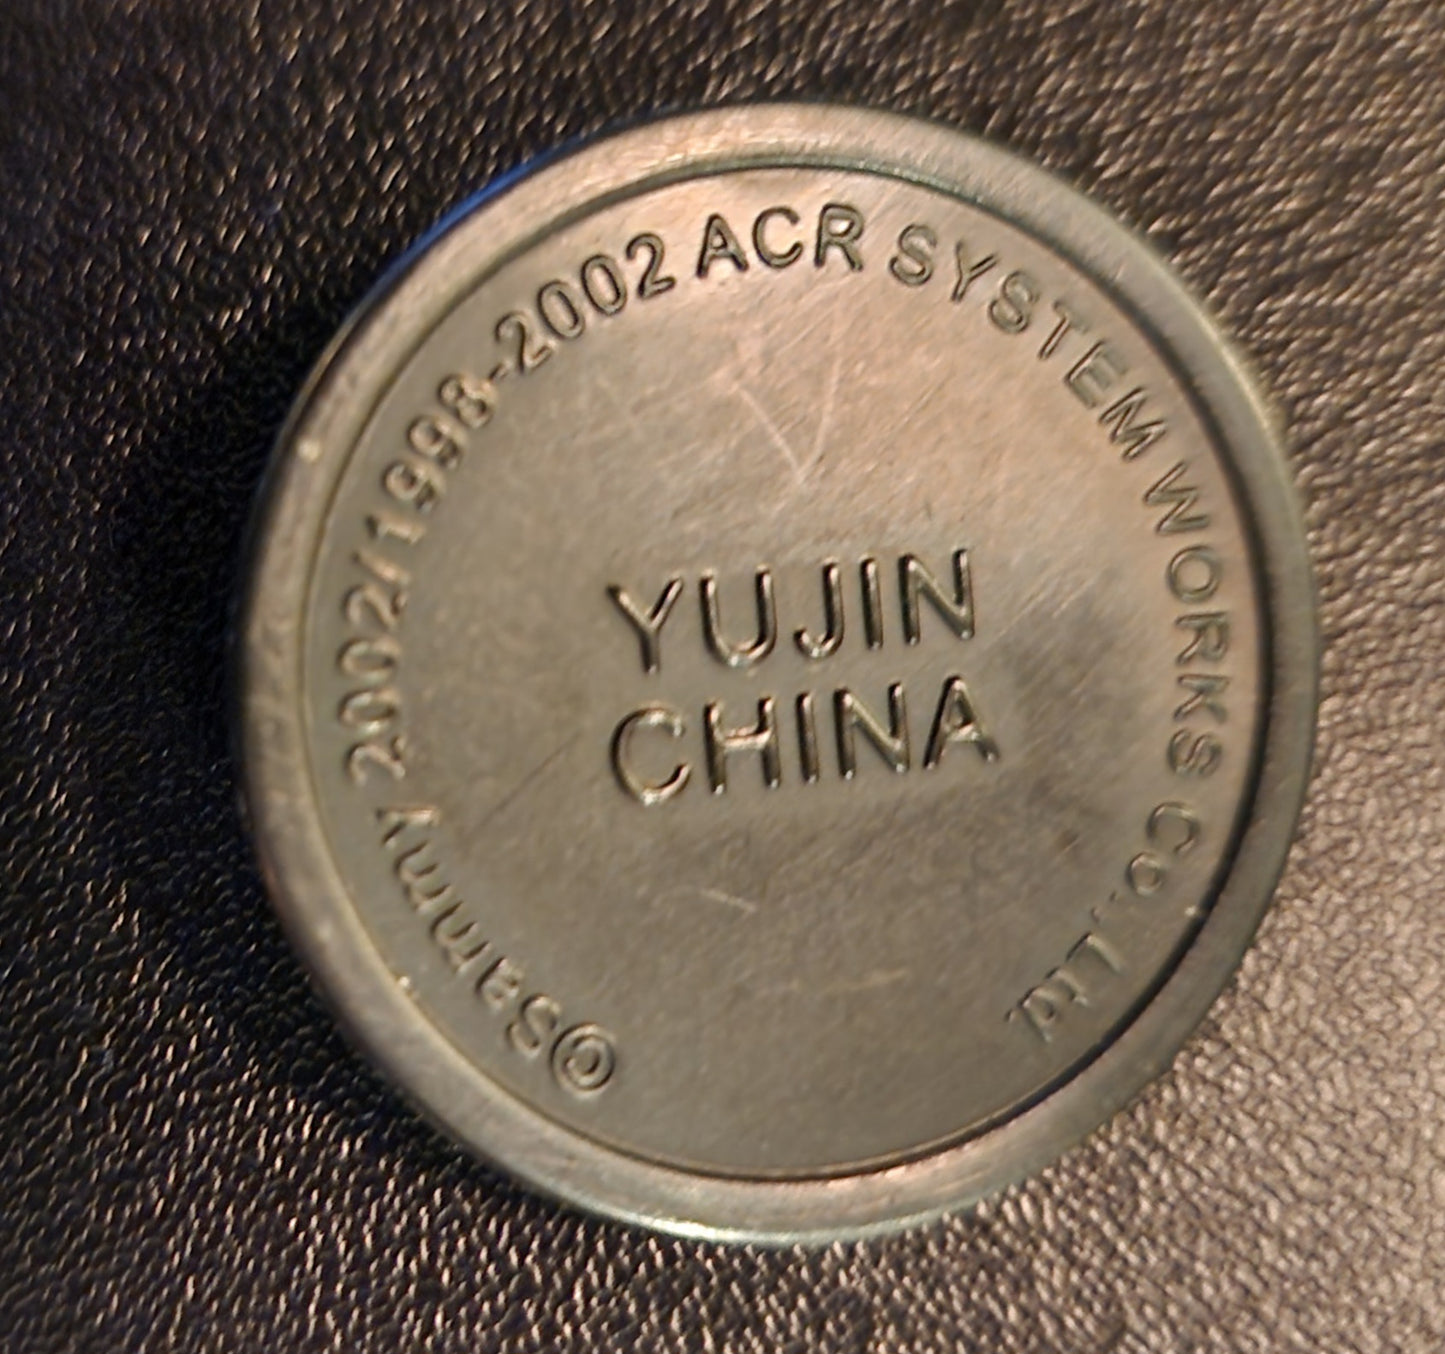 ©Sammy 2002/1998-2002 ACR SYSTEM WORKS Co., Ltd.
YUJIN
CHINA